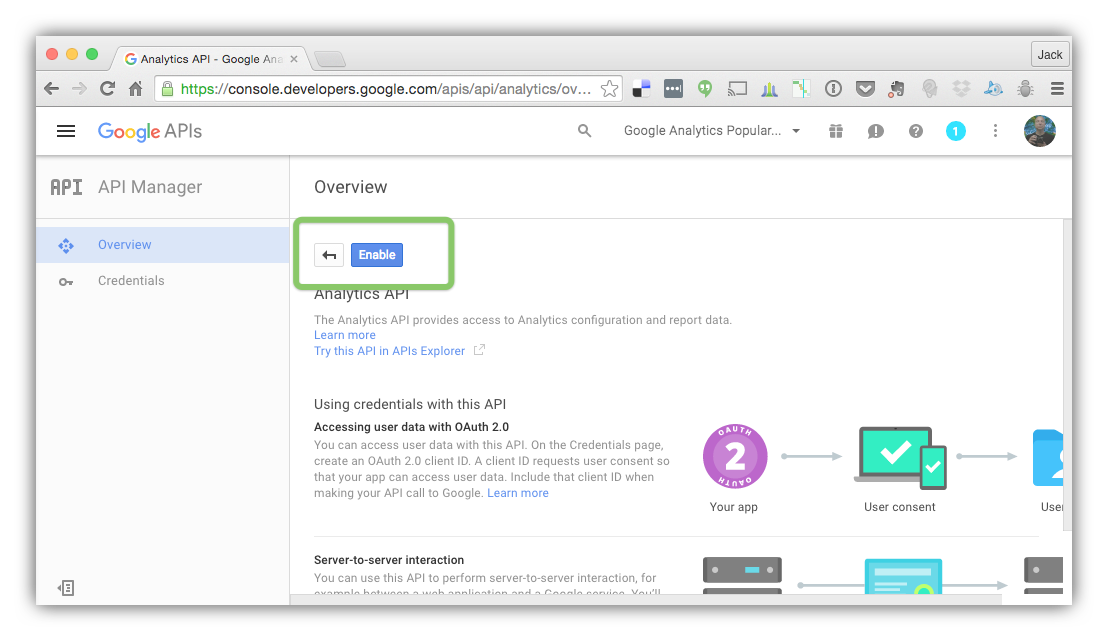 Analytics API - Google Ana
Jack
https://console.developers.google.com/apis/api/analytics/ov...
Google APIs
Google Analytics Popular...
1
API API Manager
Overview
Overview
Credentials
Enable
Analytics API
The Analytics API provides access to Analytics configuration and report data.
Learn more
Try this API in APIs Explorer
Using credentials with this API
Accessing user data with OAuth 2.0
You can access user data with this API. On the Credentials page,
create an OAuth 2.0 client ID. A client ID requests user consent so
that your app can access user data. Include that client ID when
making your API call to Google. Learn more
OAUTH
2
OAUTH
Your app
User consent
User
Server-to-server interaction
You can use this API to perform server-to-server interaction, for
example between a web application and a Google service. You'll